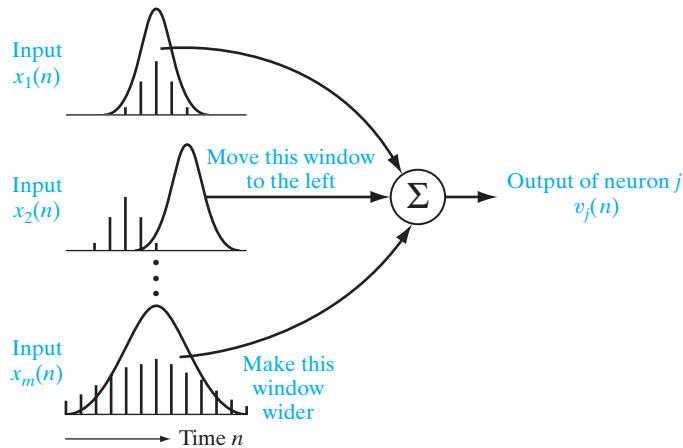 Input
x₁(n)
Input
x₂(n)
Move this window
to the left
Σ
Output of neuron j
vⱼ(n)
Input
xₘ(n)
Make this
window
wider
Time n